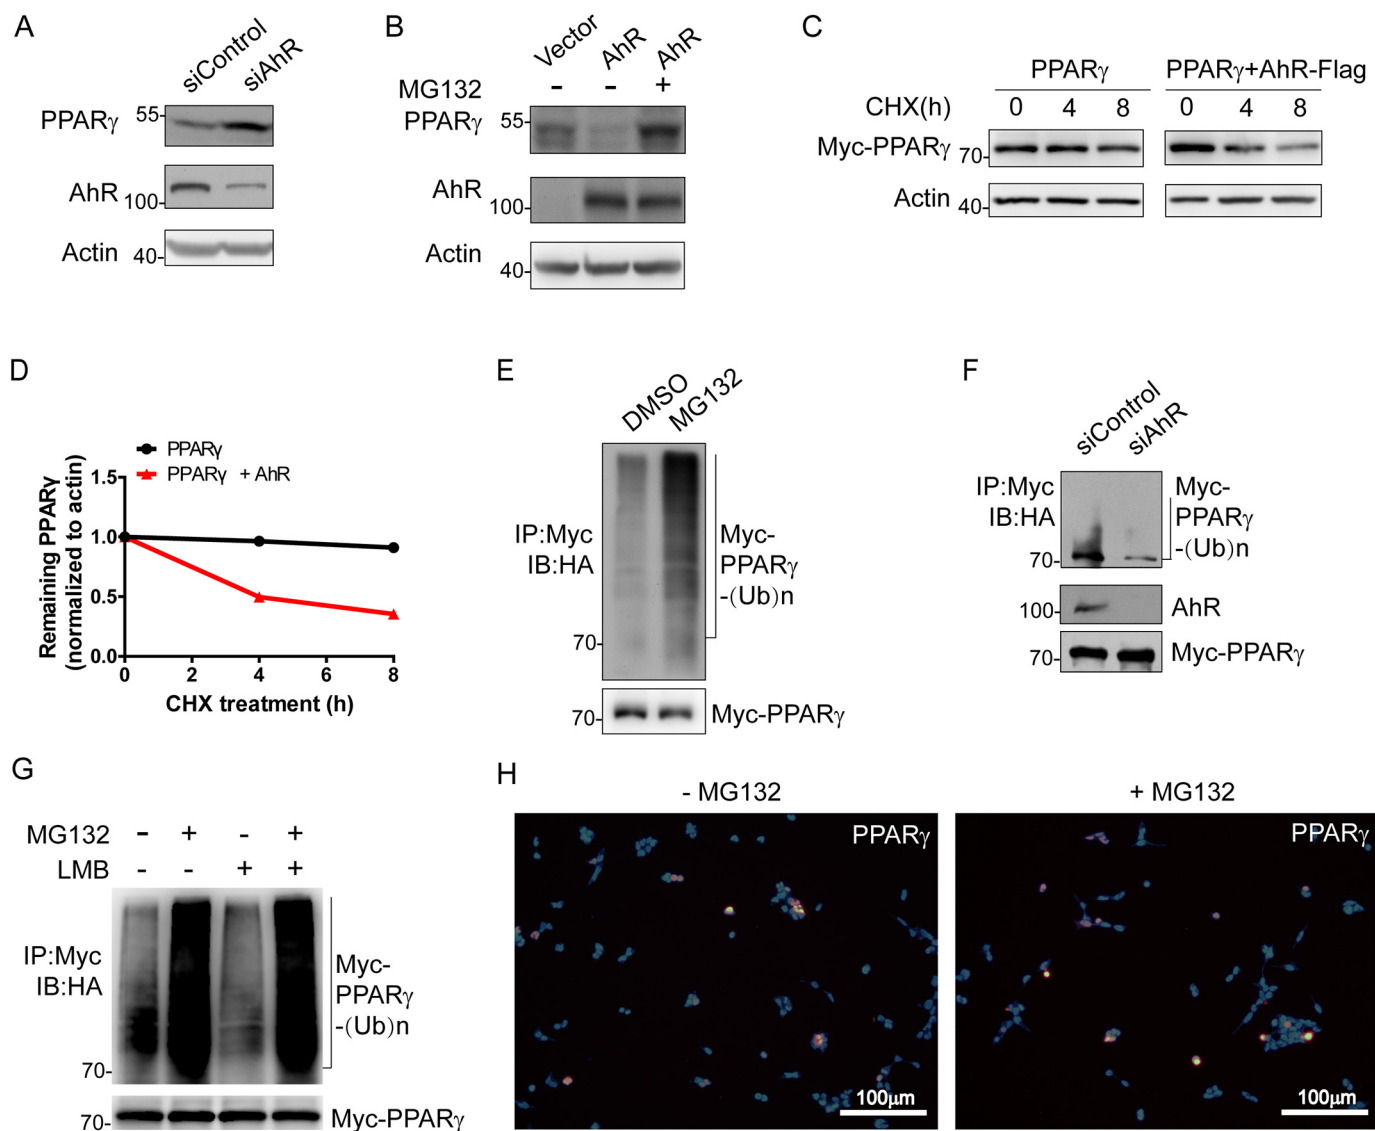 A
siControl
siAhR
PPARγ
55-
AhR
100-
Actin
40-
B
Vector
AhR
AhR
MG132
- - +
PPARγ
55-
AhR
100-
Actin
40-
C
PPARγ
PPARγ+AhR-Flag
CHX(h)
0 4 8 0 4 8
Myc-PPARγ
70-
Actin
40-
D
PPARγ
PPARγ + AhR
Remaining PPARγ
(normalized to actin)
1.5
1.0
0.5
0.0
0 2 4 6 8
CHX treatment (h)
E
DMSO
MG132
IP:Myc
IB:HA
Myc-
PPARγ
-(Ub)n
70-
70-
Myc-PPARγ
F
siControl
siAhR
IP:Myc
IB:HA
Myc-
PPARγ
-(Ub)n
70-
100-
AhR
70-
Myc-PPARγ
G
MG132 - + - +
LMB - - + +
IP:Myc
IB:HA
Myc-
PPARγ
-(Ub)n
70-
70-
Myc-PPARγ
H
- MG132
+ MG132
PPARγ
PPARγ
100μm
100μm